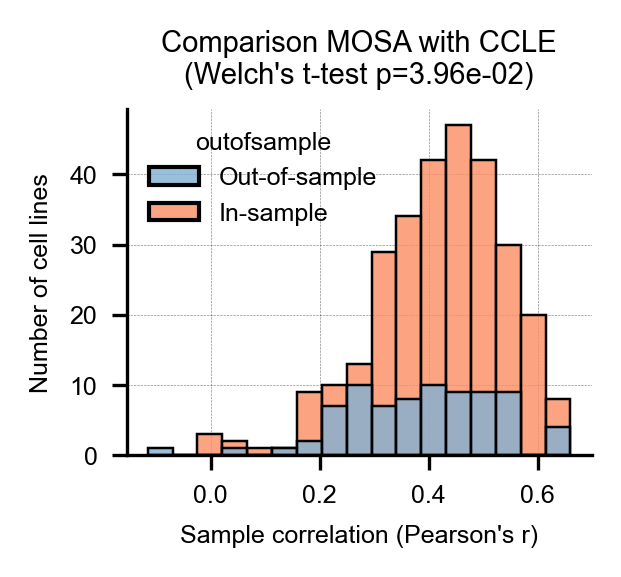 Comparison MOSA with CCLE
(Welch's t-test p=3.96e-02)
outofsample
Out-of-sample
In-sample
Number of cell lines
40
30
20
10
0
0.0 0.2 0.4 0.6
Sample correlation (Pearson's r)